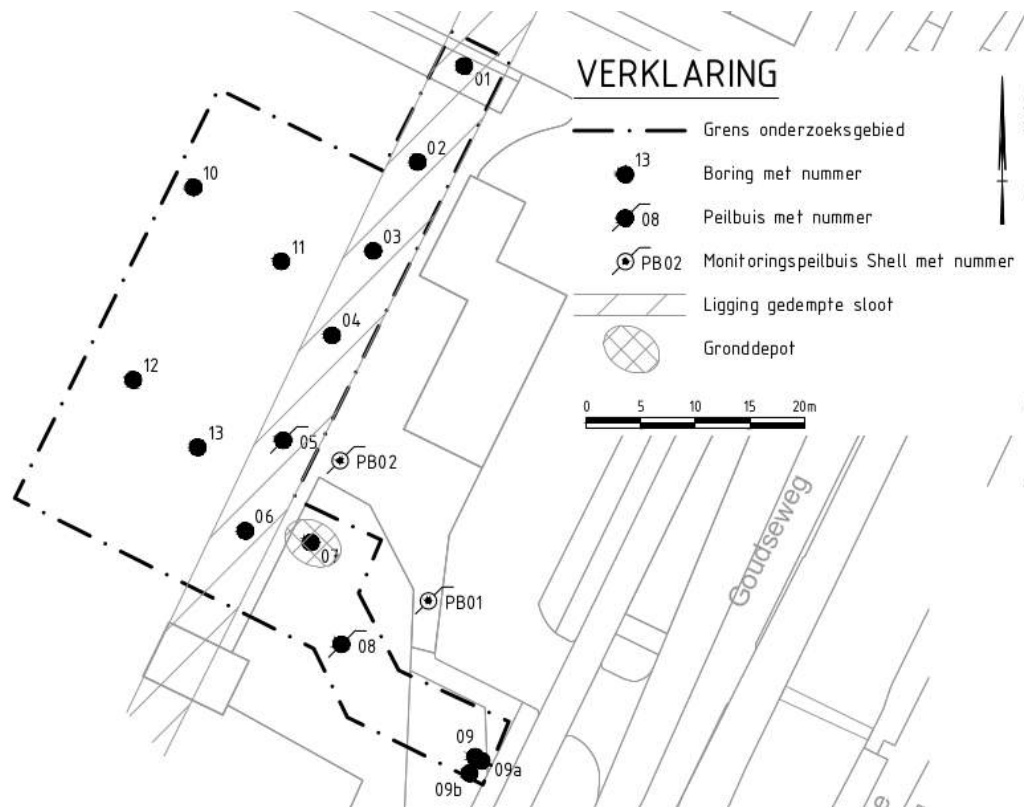 VERKLARING
Grens onderzoeksgebied
13 Boring met nummer
08 Peilbuis met nummer
PB02 Monitoringspeilbuis Shell met nummer
Ligging gedempte sloot
Gronddepot
0 5 10 15 20m
01
02
10
03
11
04
12
13
05
PB02
06
07
PB01
08
09
09a
09b
Goudseweg